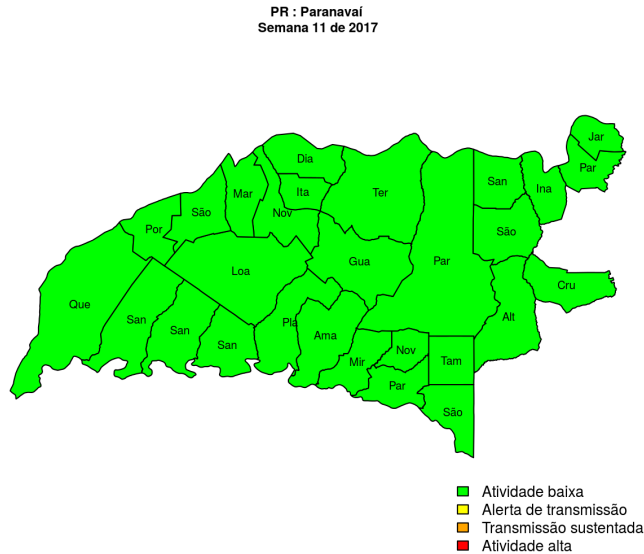 PR : Paranavaí
Semana 11 de 2017
Jar
Par
Dia
Ita
Ter
San
Ina
Mar
São
Nov
Por
São
Gua
Par
Loa
Cru
Que
San
San
San
Pla
Ama
Alt
Mir
Nov
Tam
Par
São
Atividade baixa
Alerta de transmissão
Transmissão sustentada
Atividade alta